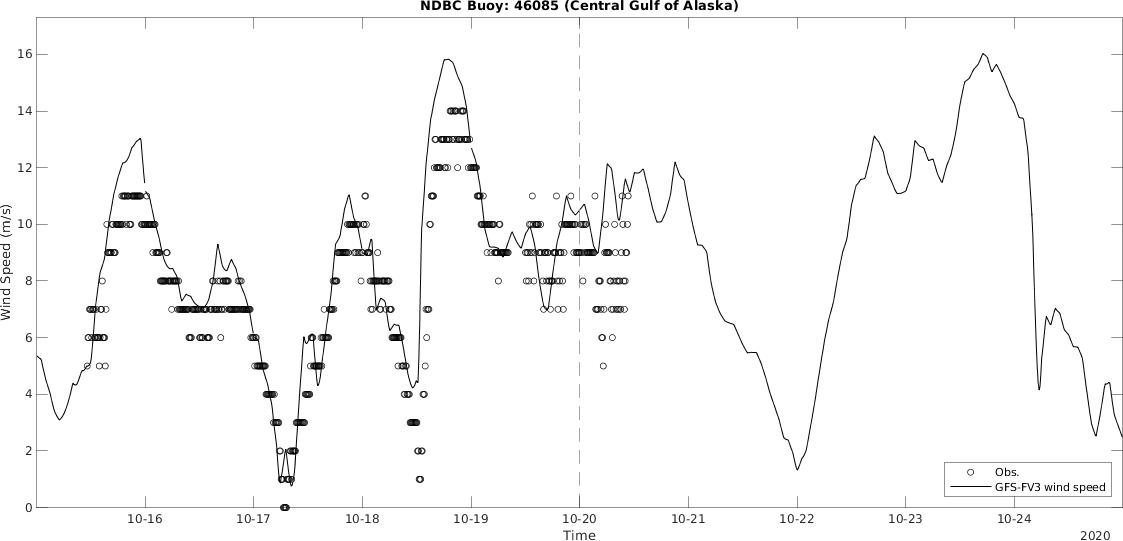 NDBC Buoy: 46085 (Central Gulf of Alaska)
16
14
12
10
8
6
4
2
0
Wind Speed (m/s)
10-16 10-17 10-18 10-19 10-20 10-21 10-22 10-23 10-24
Time
2020
Obs.
GFS-FV3 wind speed